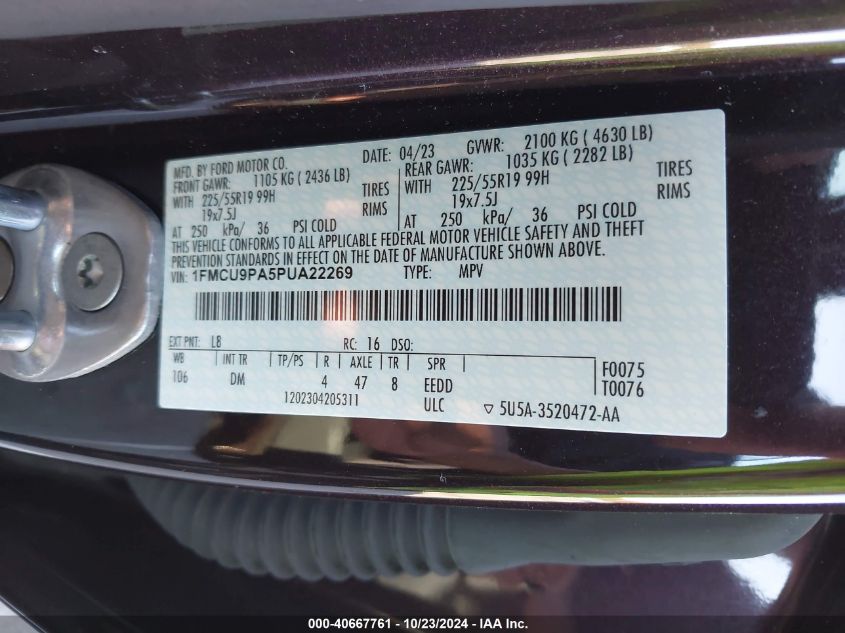 MFD. BY FORD MOTOR CO.
DATE: 04/23 GVWR: 2100 KG ( 4630 LB)
FRONT GAWR: 1105 KG ( 2436 LB)
REAR GAWR: 1035 KG ( 2282 LB)
WITH 225/55R19 99H TIRES
WITH 225/55R19 99H TIRES
19x7.5J RIMS
19x7.5J RIMS
AT 250 kPa/ 36 PSI COLD
AT 250 kPa/ 36 PSI COLD
THIS VEHICLE CONFORMS TO ALL APPLICABLE FEDERAL MOTOR VEHICLE SAFETY AND THEFT
PREVENTION STANDARDS IN EFFECT ON THE DATE OF MANUFACTURE SHOWN ABOVE.
VIN: 1FMCU9PA5PUA22269 TYPE: MPV
EXT PNT: L8 RC: 16 DSO:
WB INT TR TP/PS R AXLE TR SPR F0075
106 DM 4 47 8 EEDD T0076
1202304205311 ULC ▽ 5U5A-3520472-AA
000-40667761 - 10/23/2024 - IAA Inc.